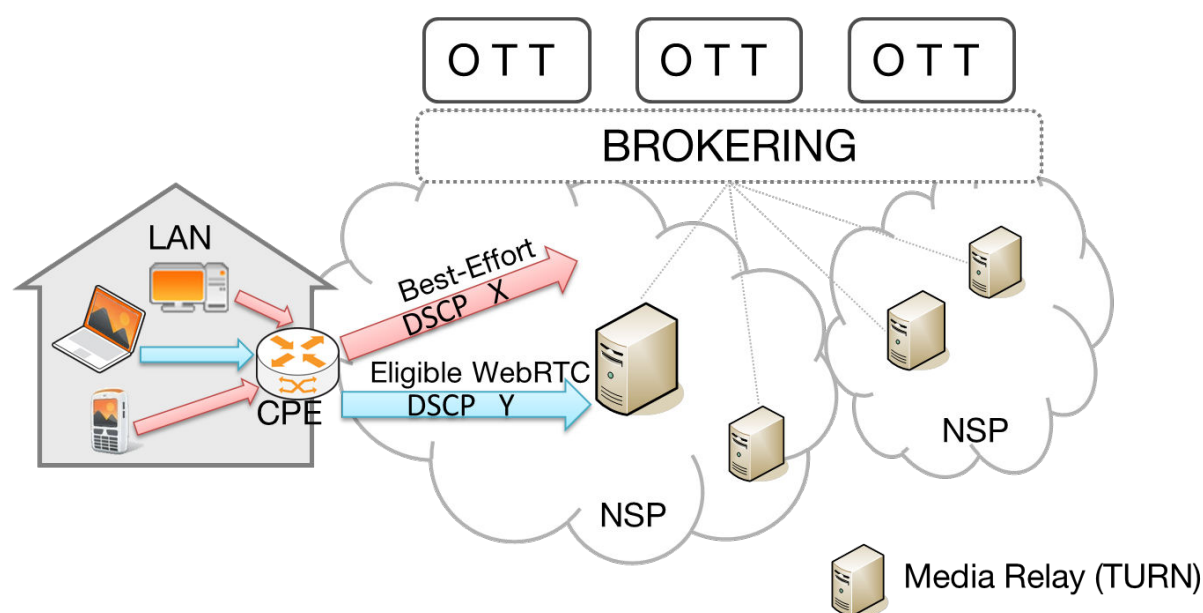 OTT
OTT
OTT
BROKERING
LAN
Best-Effort
DSCP X
Eligible WebRTC
DSCP Y
CPE
NSP
NSP
Media Relay (TURN)